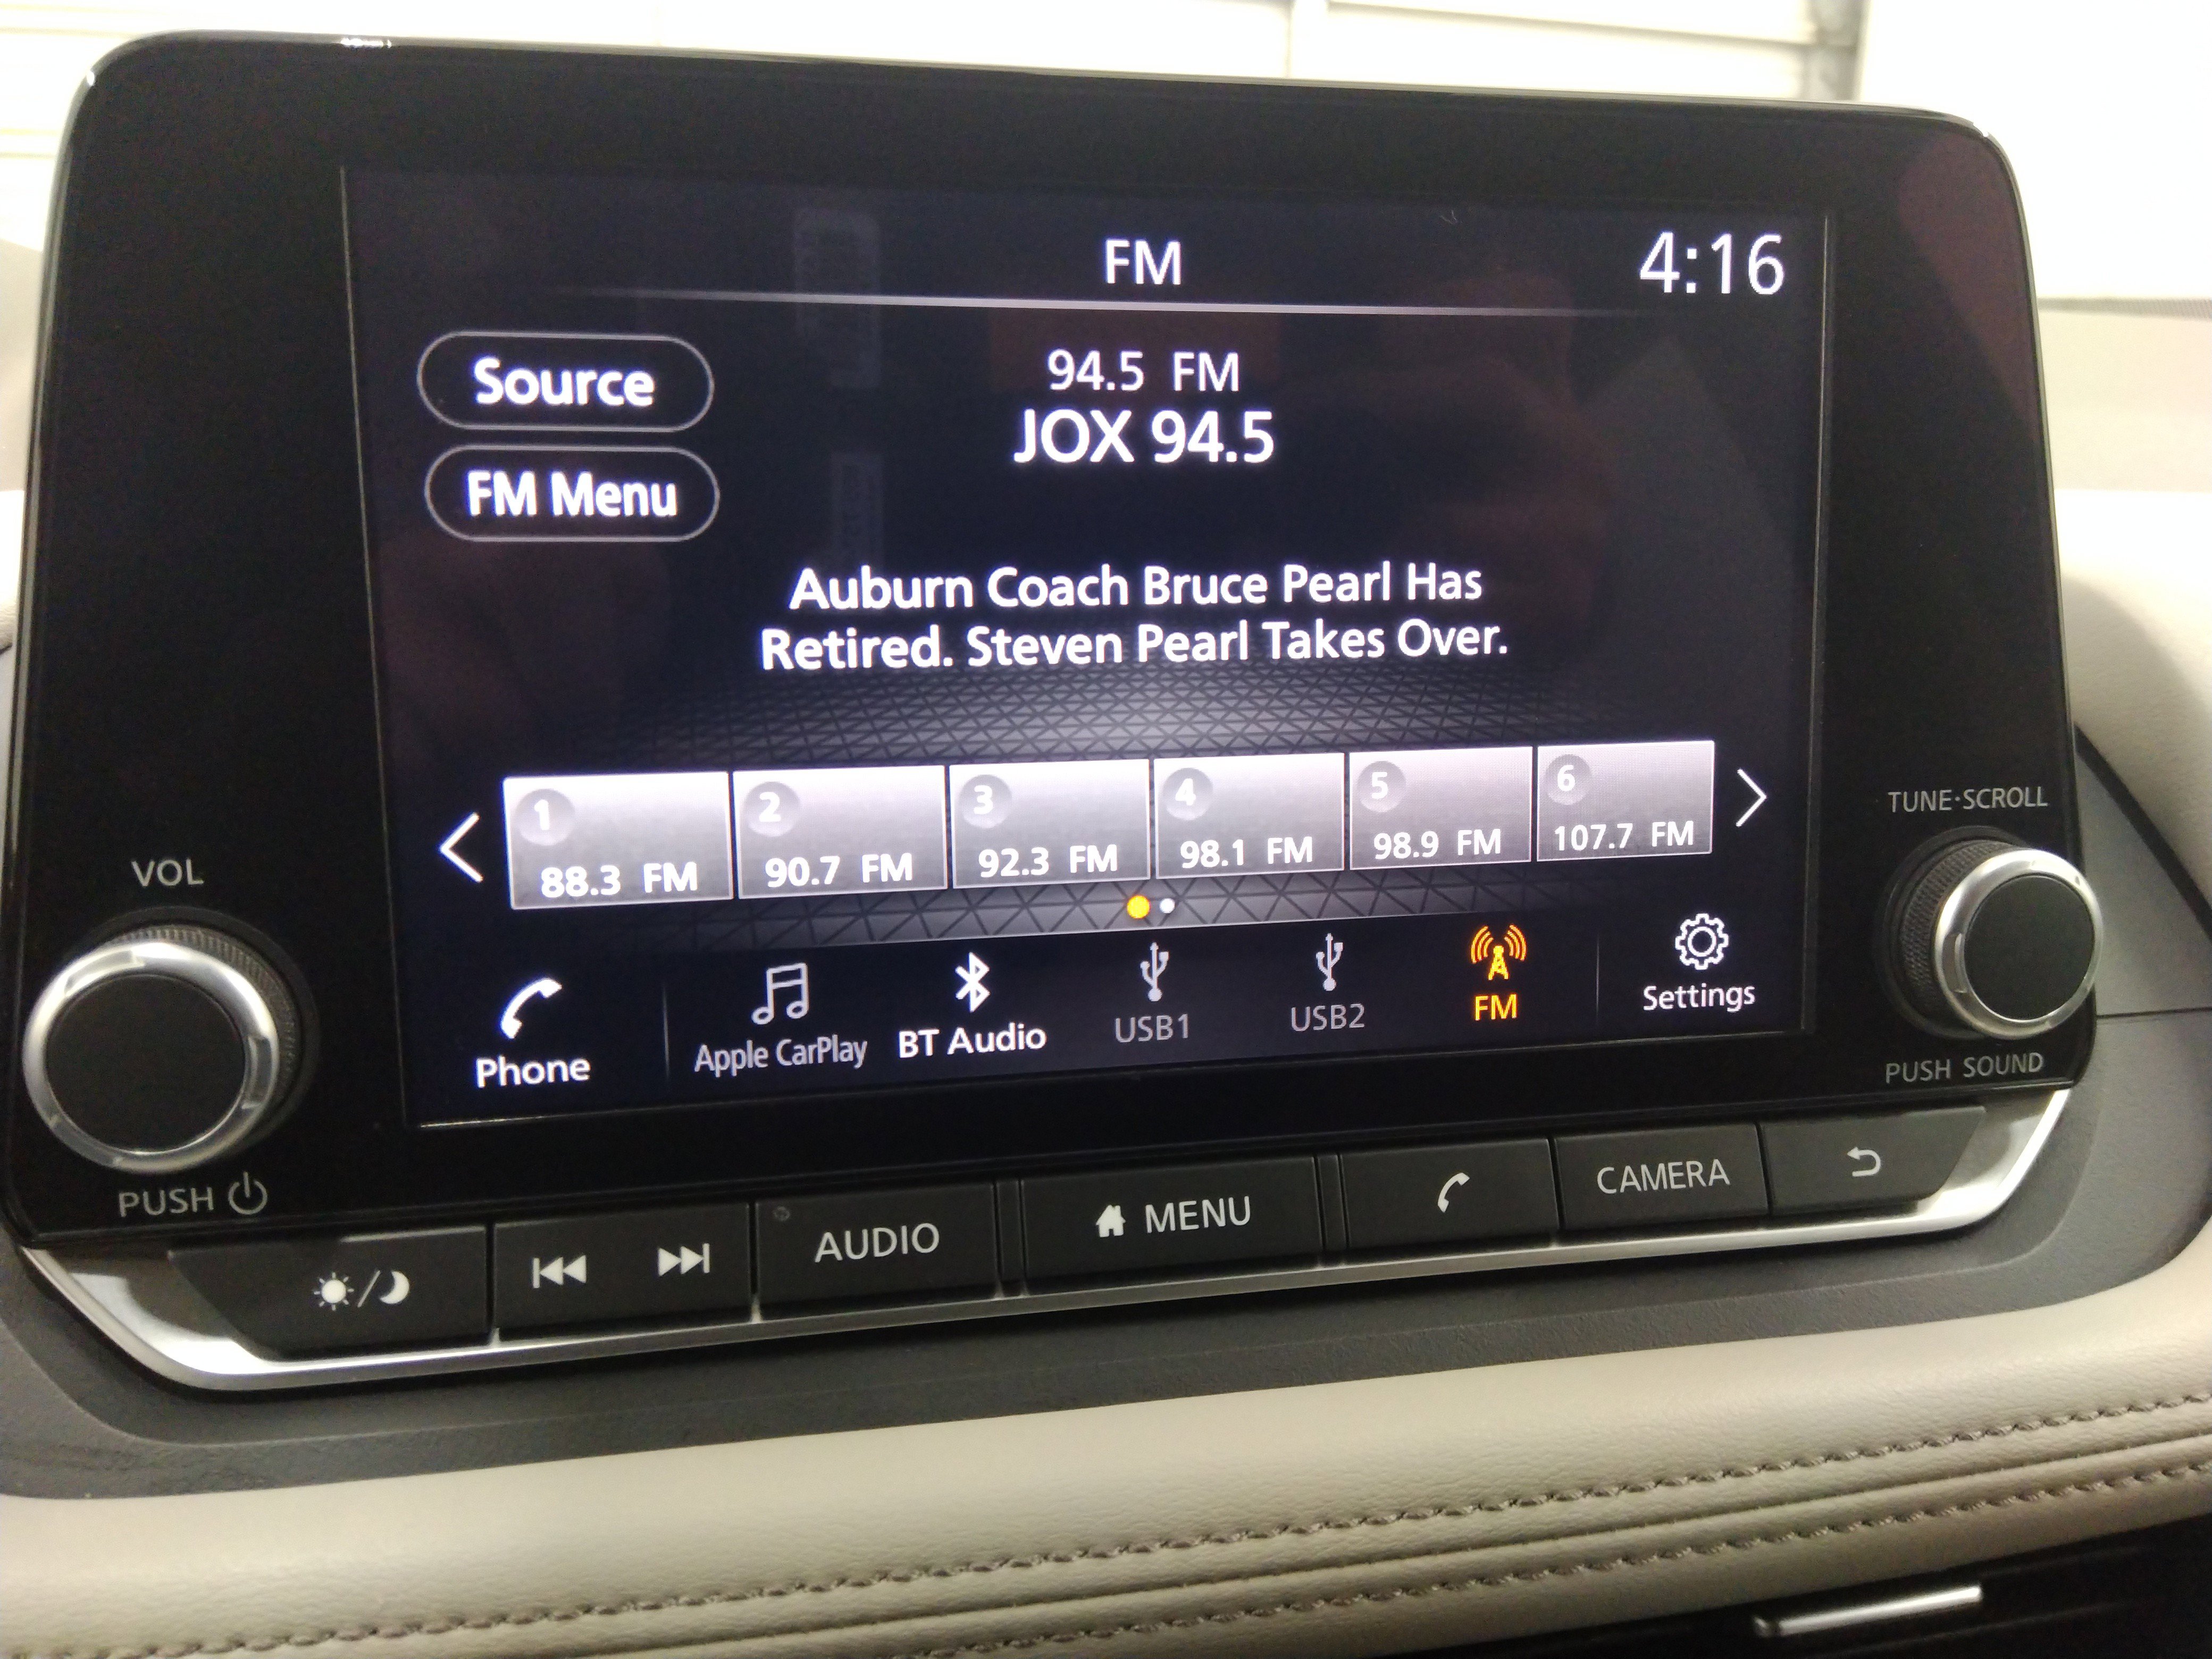 FM
4:16
Source
94.5 FM
JOX 94.5
FM Menu
Auburn Coach Bruce Pearl Has
Retired. Steven Pearl Takes Over.
1
88.3 FM
2
90.7 FM
3
92.3 FM
4
98.1 FM
5
98.9 FM
6
107.7 FM
Phone
Apple CarPlay
BT Audio
USB1
USB2
FM
Settings
VOL
PUSH
TUNE·SCROLL
PUSH SOUND
AUDIO
MENU
CAMERA